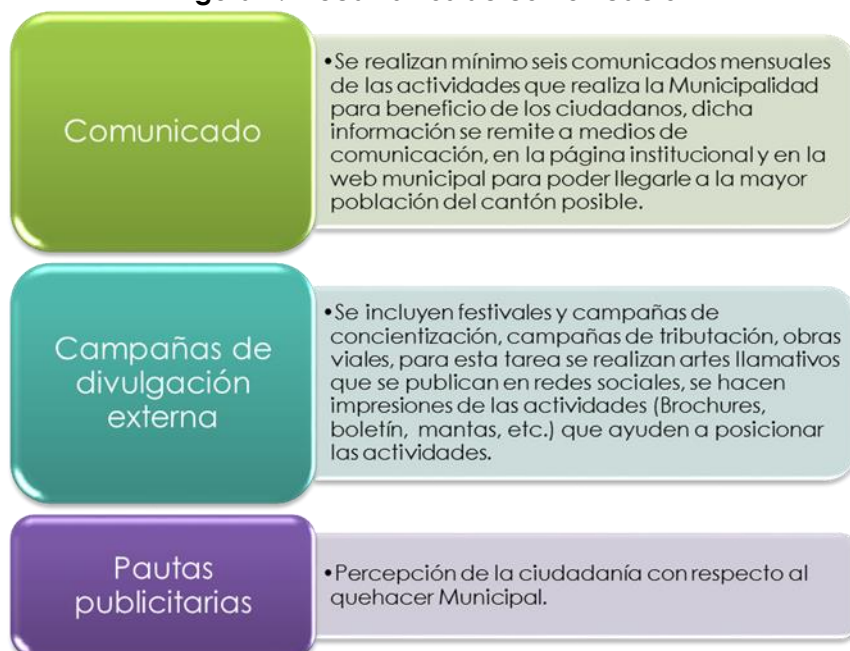 Comunicado
•Se realizan mínimo seis comunicados mensuales
de las actividades que realiza la Municipalidad
para beneficio de los ciudadanos, dicha
información se remite a medios de
comunicación, en la página institucional y en la
web municipal para poder llegarle a la mayor
población del cantón posible.
Campañas de
divulgación
externa
•Se incluyen festivales y campañas de
concientización, campañas de tributación, obras
viales, para esta tarea se realizan artes llamativos
que se publican en redes sociales, se hacen
impresiones de las actividades (Brochures,
boletín, mantas, etc.) que ayuden a posicionar
las actividades.
Pautas
publicitarias
•Percepción de la ciudadanía con respecto al
quehacer Municipal.